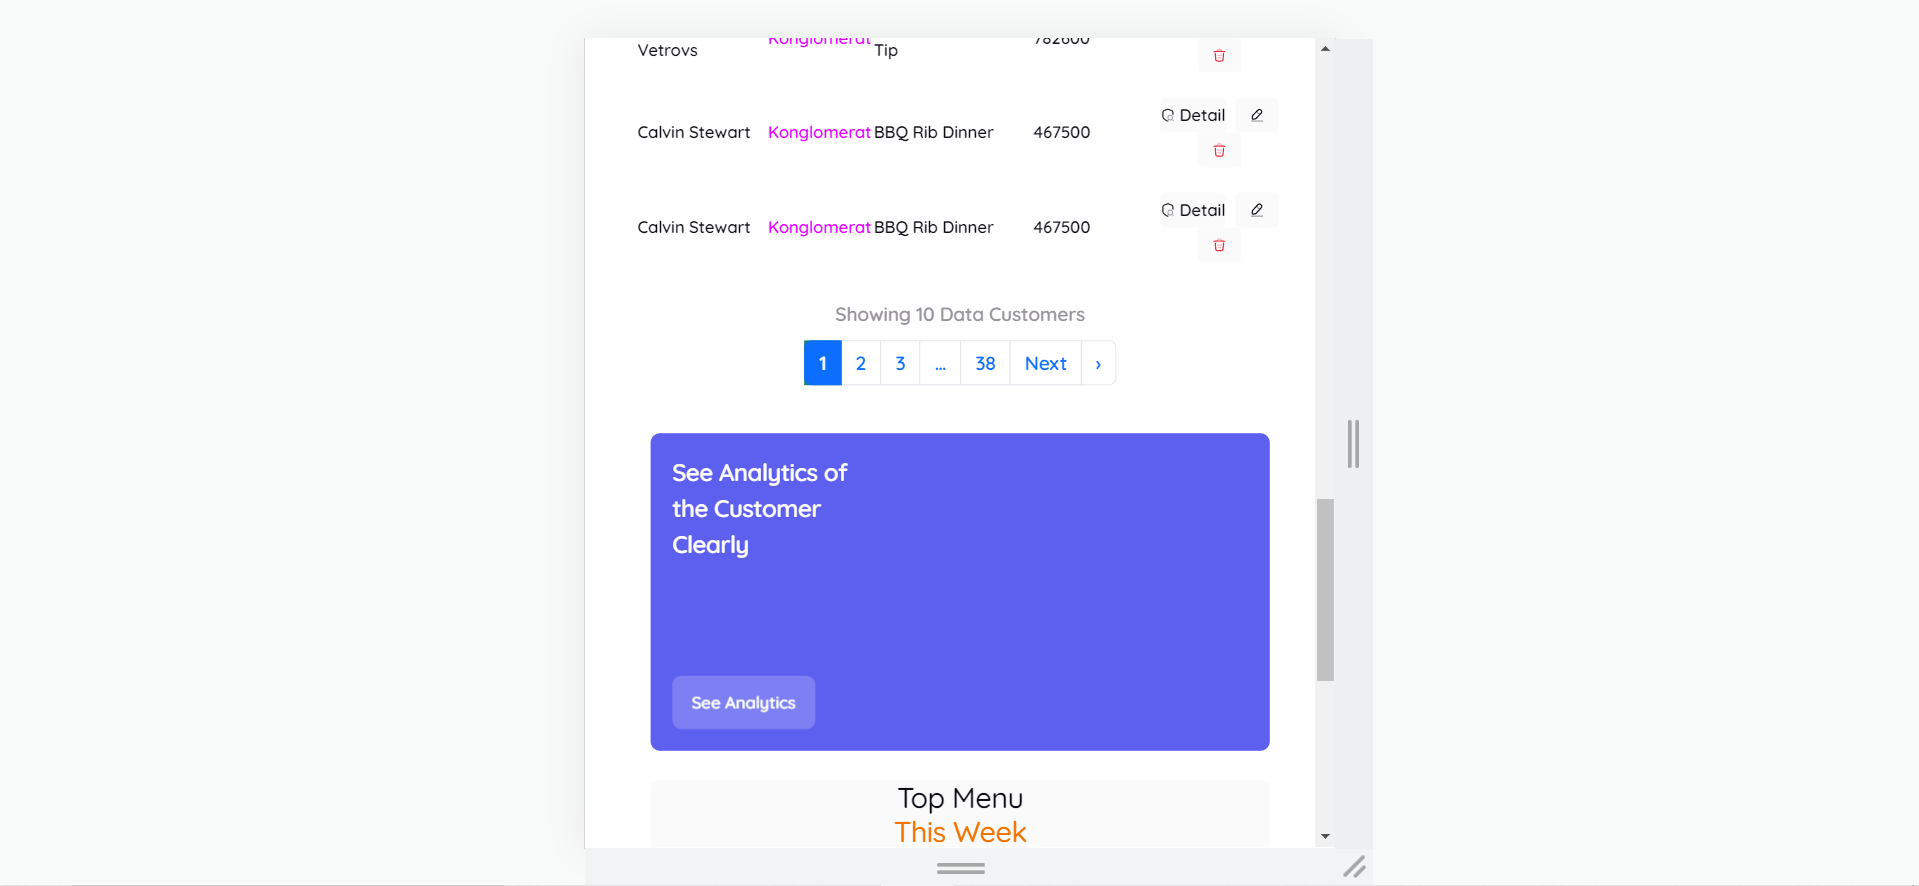 Vetrovs Konglomerat Tip 782600
Calvin Stewart Konglomerat BBQ Rib Dinner 467500 Detail
Calvin Stewart Konglomerat BBQ Rib Dinner 467500 Detail
Showing 10 Data Customers
1 2 3 ... 38 Next ›
See Analytics of
the Customer
Clearly
See Analytics
Top Menu
This Week